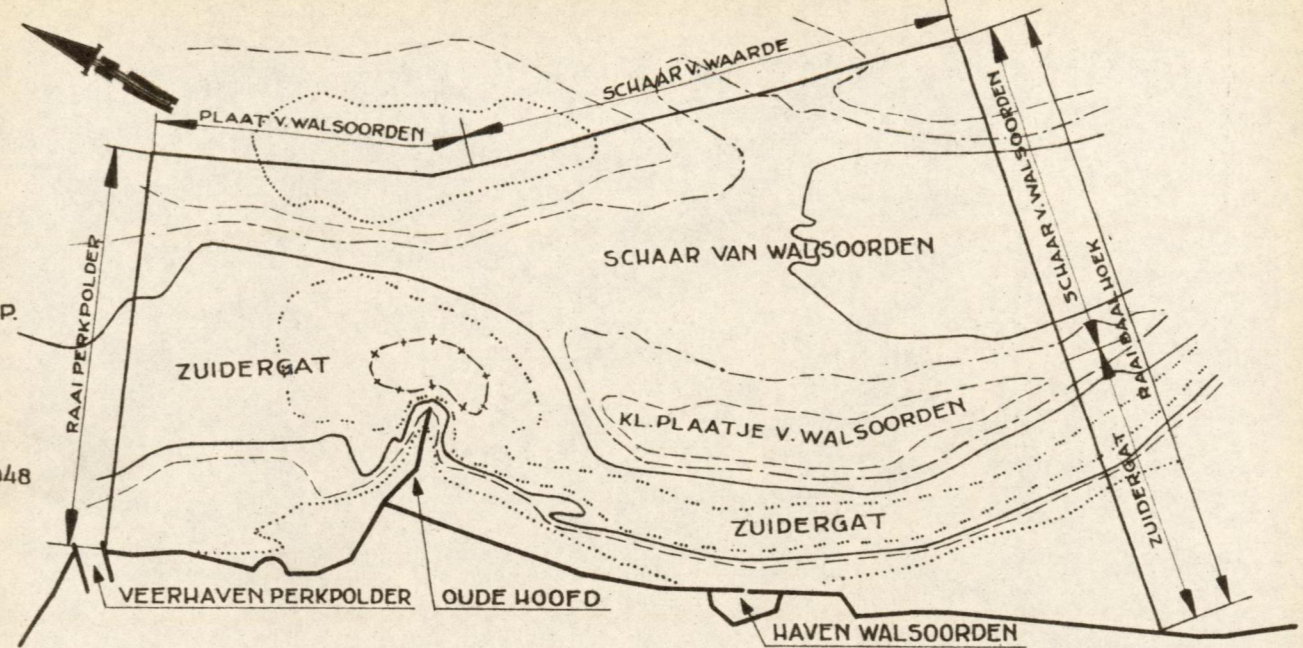 PLAAT V. WALSOORDEN
SCHAAR V. WAARDE
SCHAAR V. WALSOORDEN
RAAI BAALHOEK
ZUIDERGAT
RAAI PERKPOLDER
P.
SCHAAR VAN WALSOORDEN
ZUIDERGAT
KL. PLAATJE V. WALSOORDEN
948
ZUIDERGAT
VEERHAVEN PERKPOLDER
OUDE HOOFD
HAVEN WALSOORDEN